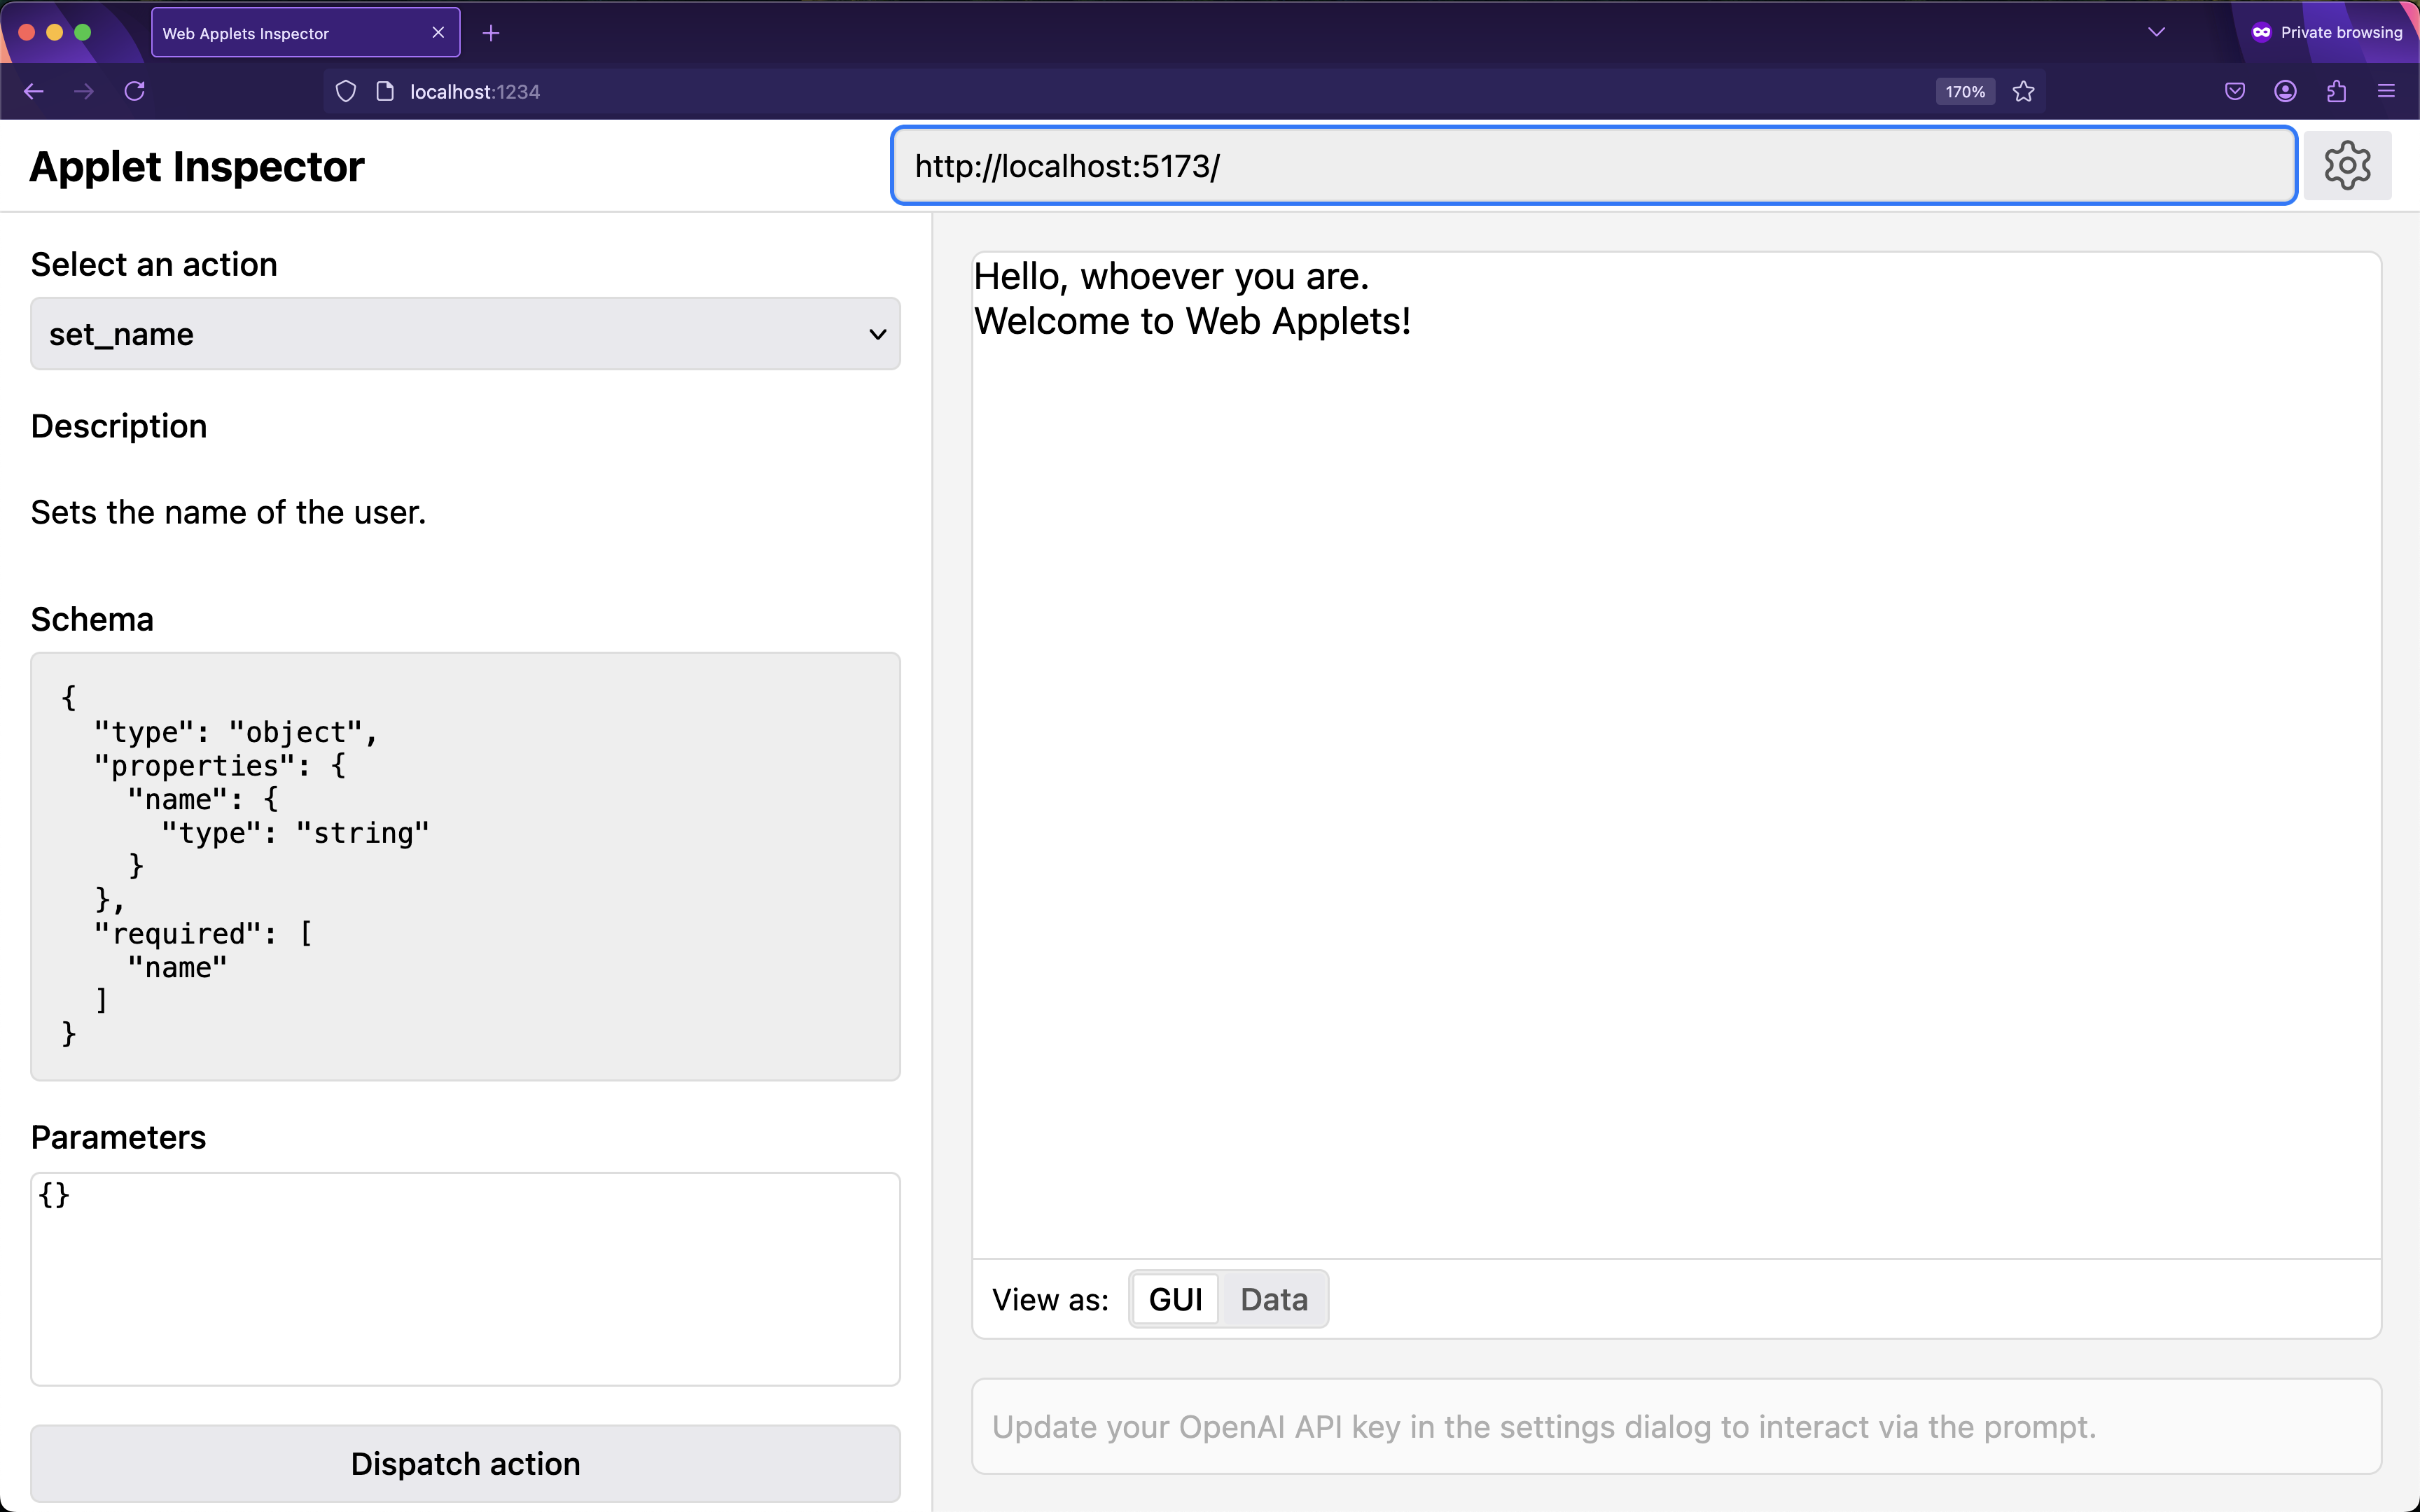 Web Applets Inspector
Private browsing
localhost:1234
170%
Applet Inspector
http://localhost:5173/
Select an action
set_name
Description
Sets the name of the user.
Schema
{
  "type": "object",
  "properties": {
    "name": {
      "type": "string"
    }
  },
  "required": [
    "name"
  ]
}
Parameters
{}
Dispatch action
Hello, whoever you are.
Welcome to Web Applets!
View as:
GUI
Data
Update your OpenAI API key in the settings dialog to interact via the prompt.